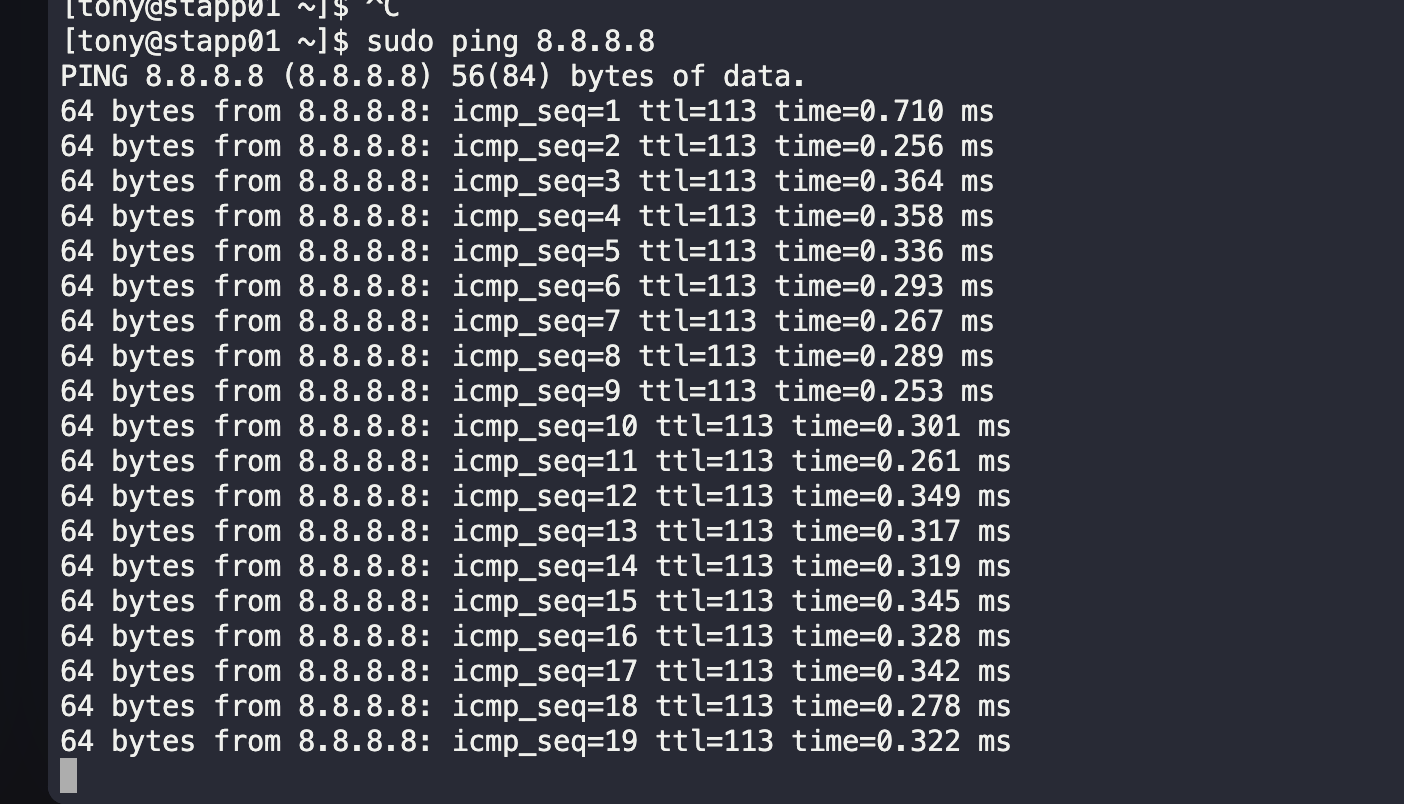 [tony@stapp01 ~]$ ^C
[tony@stapp01 ~]$ sudo ping 8.8.8.8
PING 8.8.8.8 (8.8.8.8) 56(84) bytes of data.
64 bytes from 8.8.8.8: icmp_seq=1 ttl=113 time=0.710 ms
64 bytes from 8.8.8.8: icmp_seq=2 ttl=113 time=0.256 ms
64 bytes from 8.8.8.8: icmp_seq=3 ttl=113 time=0.364 ms
64 bytes from 8.8.8.8: icmp_seq=4 ttl=113 time=0.358 ms
64 bytes from 8.8.8.8: icmp_seq=5 ttl=113 time=0.336 ms
64 bytes from 8.8.8.8: icmp_seq=6 ttl=113 time=0.293 ms
64 bytes from 8.8.8.8: icmp_seq=7 ttl=113 time=0.267 ms
64 bytes from 8.8.8.8: icmp_seq=8 ttl=113 time=0.289 ms
64 bytes from 8.8.8.8: icmp_seq=9 ttl=113 time=0.253 ms
64 bytes from 8.8.8.8: icmp_seq=10 ttl=113 time=0.301 ms
64 bytes from 8.8.8.8: icmp_seq=11 ttl=113 time=0.261 ms
64 bytes from 8.8.8.8: icmp_seq=12 ttl=113 time=0.349 ms
64 bytes from 8.8.8.8: icmp_seq=13 ttl=113 time=0.317 ms
64 bytes from 8.8.8.8: icmp_seq=14 ttl=113 time=0.319 ms
64 bytes from 8.8.8.8: icmp_seq=15 ttl=113 time=0.345 ms
64 bytes from 8.8.8.8: icmp_seq=16 ttl=113 time=0.328 ms
64 bytes from 8.8.8.8: icmp_seq=17 ttl=113 time=0.342 ms
64 bytes from 8.8.8.8: icmp_seq=18 ttl=113 time=0.278 ms
64 bytes from 8.8.8.8: icmp_seq=19 ttl=113 time=0.322 ms